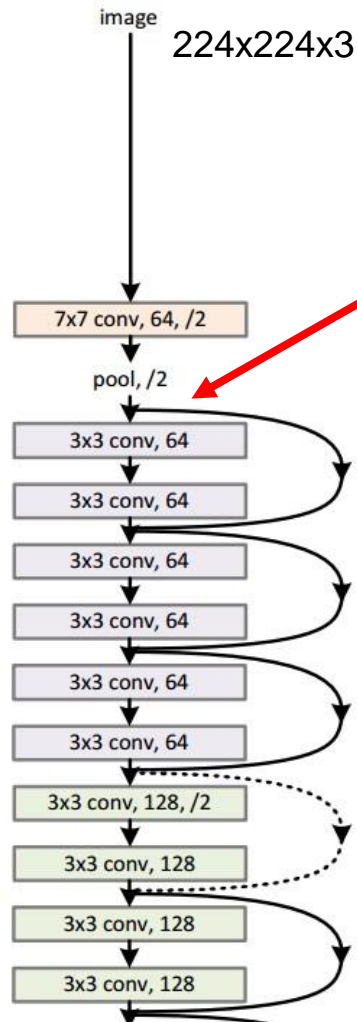 image
224x224x3
7x7 conv, 64, /2
pool, /2
3x3 conv, 64
3x3 conv, 64
3x3 conv, 64
3x3 conv, 64
3x3 conv, 64
3x3 conv, 64
3x3 conv, 128, /2
3x3 conv, 128
3x3 conv, 128
3x3 conv, 128